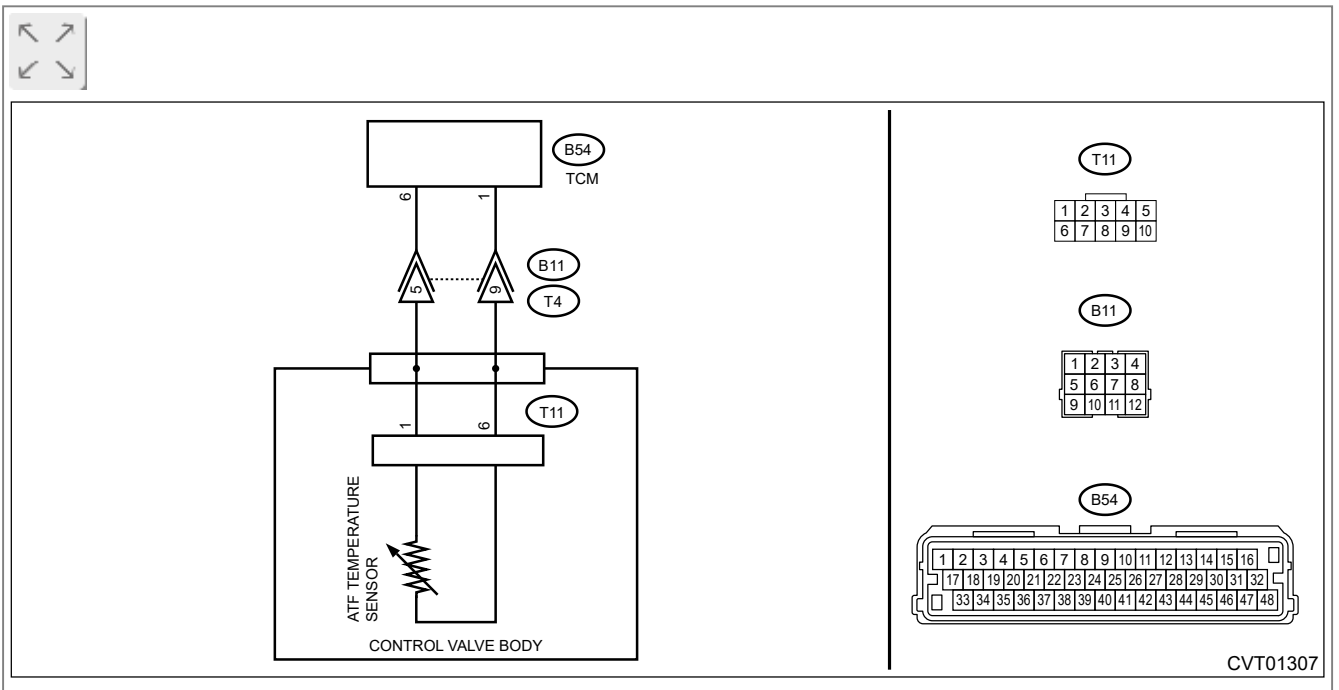 B54
TCM
6 1
B11
5 9
T4
T11
1 6
ATF TEMPERATURE
SENSOR
CONTROL VALVE BODY
T11
1 2 3 4 5
6 7 8 9 10
B11
1 2 3 4
5 6 7 8
9 10 11 12
B54
1 2 3 4 5 6 7 8 9 10 11 12 13 14 15 16
17 18 19 20 21 22 23 24 25 26 27 28 29 30 31 32
33 34 35 36 37 38 39 40 41 42 43 44 45 46 47 48
CVT01307